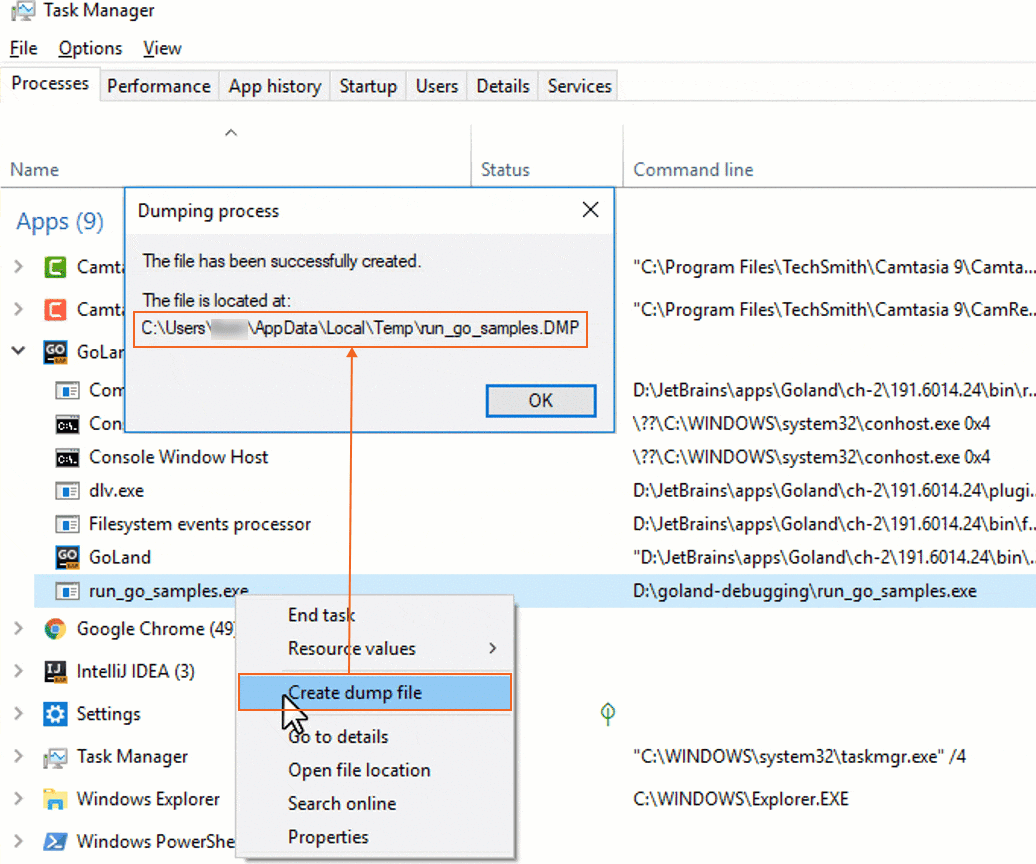 Task Manager
File Options View
Processes Performance App history Startup Users Details Services
Name Status Command line
Apps (9)
Dumping process
The file has been successfully created.
The file is located at:
C:\Users\ \AppData\Local\Temp\run_go_samples.DMP
OK
Camta "C:\Program Files\TechSmith\Camtasia 9\Camta...
Camta "C:\Program Files\TechSmith\Camtasia 9\CamRe...
GO GoLan
Com D:\JetBrains\apps\Goland\ch-2\191.6014.24\bin\r...
C:\. Con \??\C:\WINDOWS\system32\conhost.exe 0x4
C:\. Console Window Host \??\C:\WINDOWS\system32\conhost.exe 0x4
dlv.exe D:\JetBrains\apps\Goland\ch-2\191.6014.24\plugi...
Filesystem events processor D:\JetBrains\apps\Goland\ch-2\191.6014.24\bin\f...
GO GoLand "D:\JetBrains\apps\Goland\ch-2\191.6014.24\bin\...
run_go_samples.exe D:\goland-debugging\run_go_samples.exe
Google Chrome (49)
IJ IntelliJ IDEA (3)
Settings
Task Manager "C:\WINDOWS\system32\taskmgr.exe" /4
Windows Explorer C:\WINDOWS\Explorer.EXE
Windows PowerShe
End task
Resource values
Create dump file
Go to details
Open file location
Search online
Properties